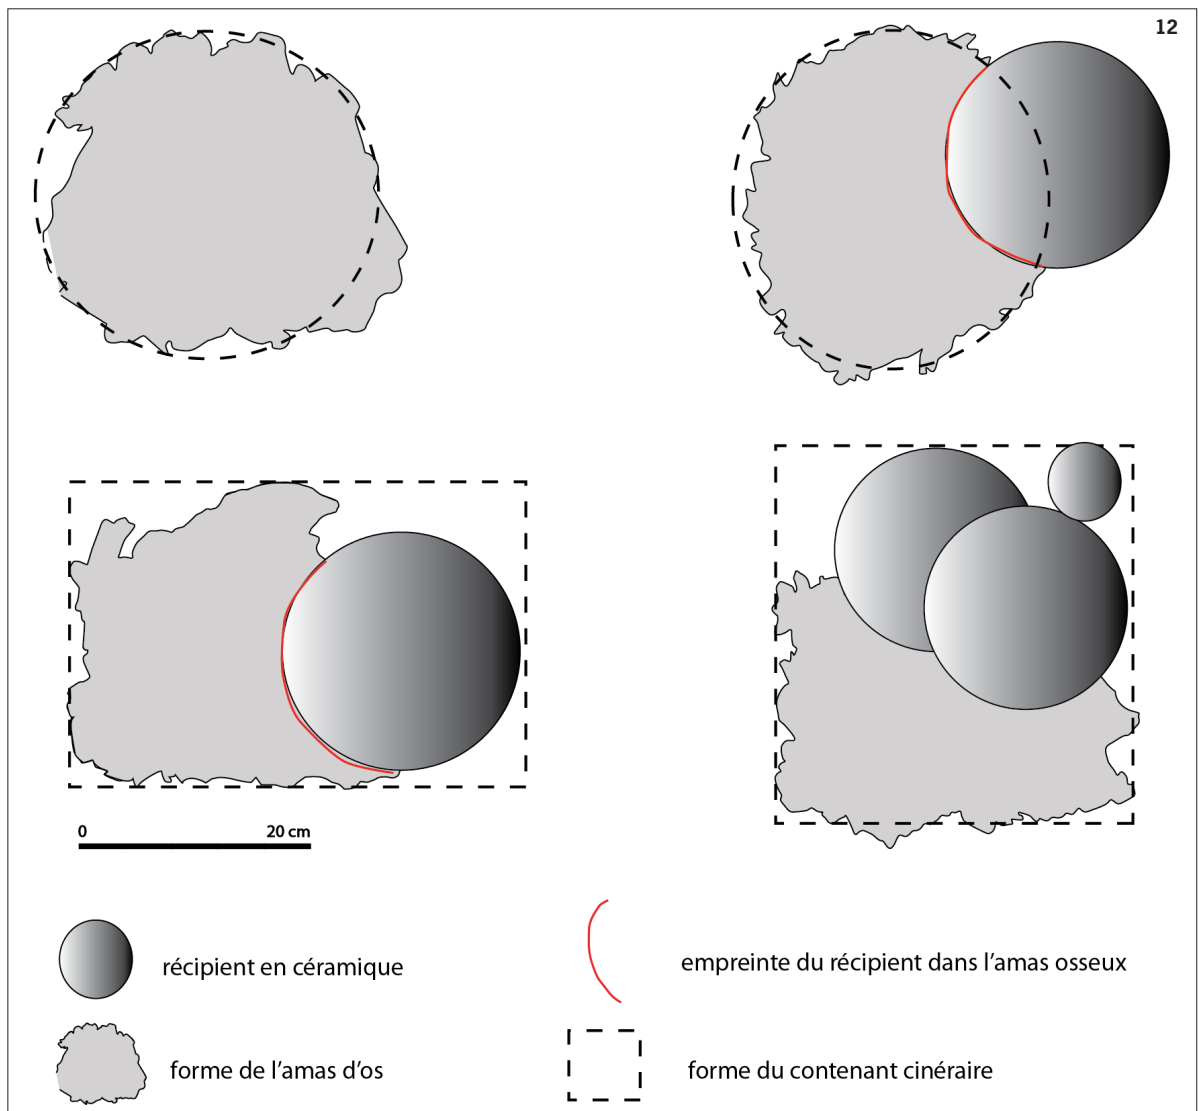 12
0 20 cm
récipient en céramique
empreinte du récipient dans l'amas osseux
forme de l'amas d'os
forme du contenant cinéraire